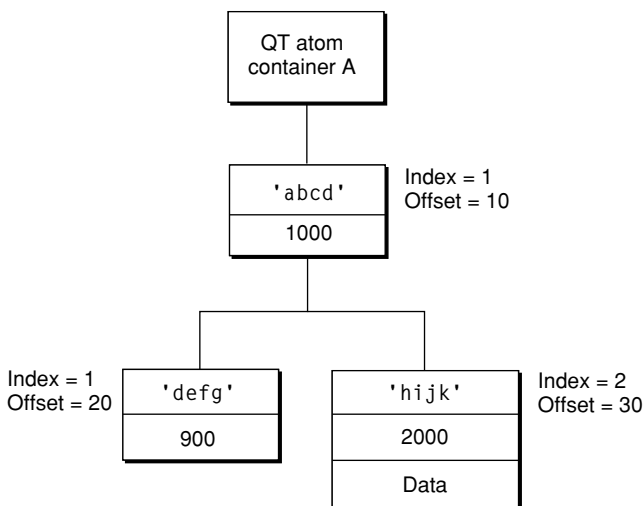 QT atom
container A
'abcd'
Index = 1
Offset = 10
1000
Index = 1
Offset = 20
'defg'
900
'hijk'
Index = 2
Offset = 30
2000
Data